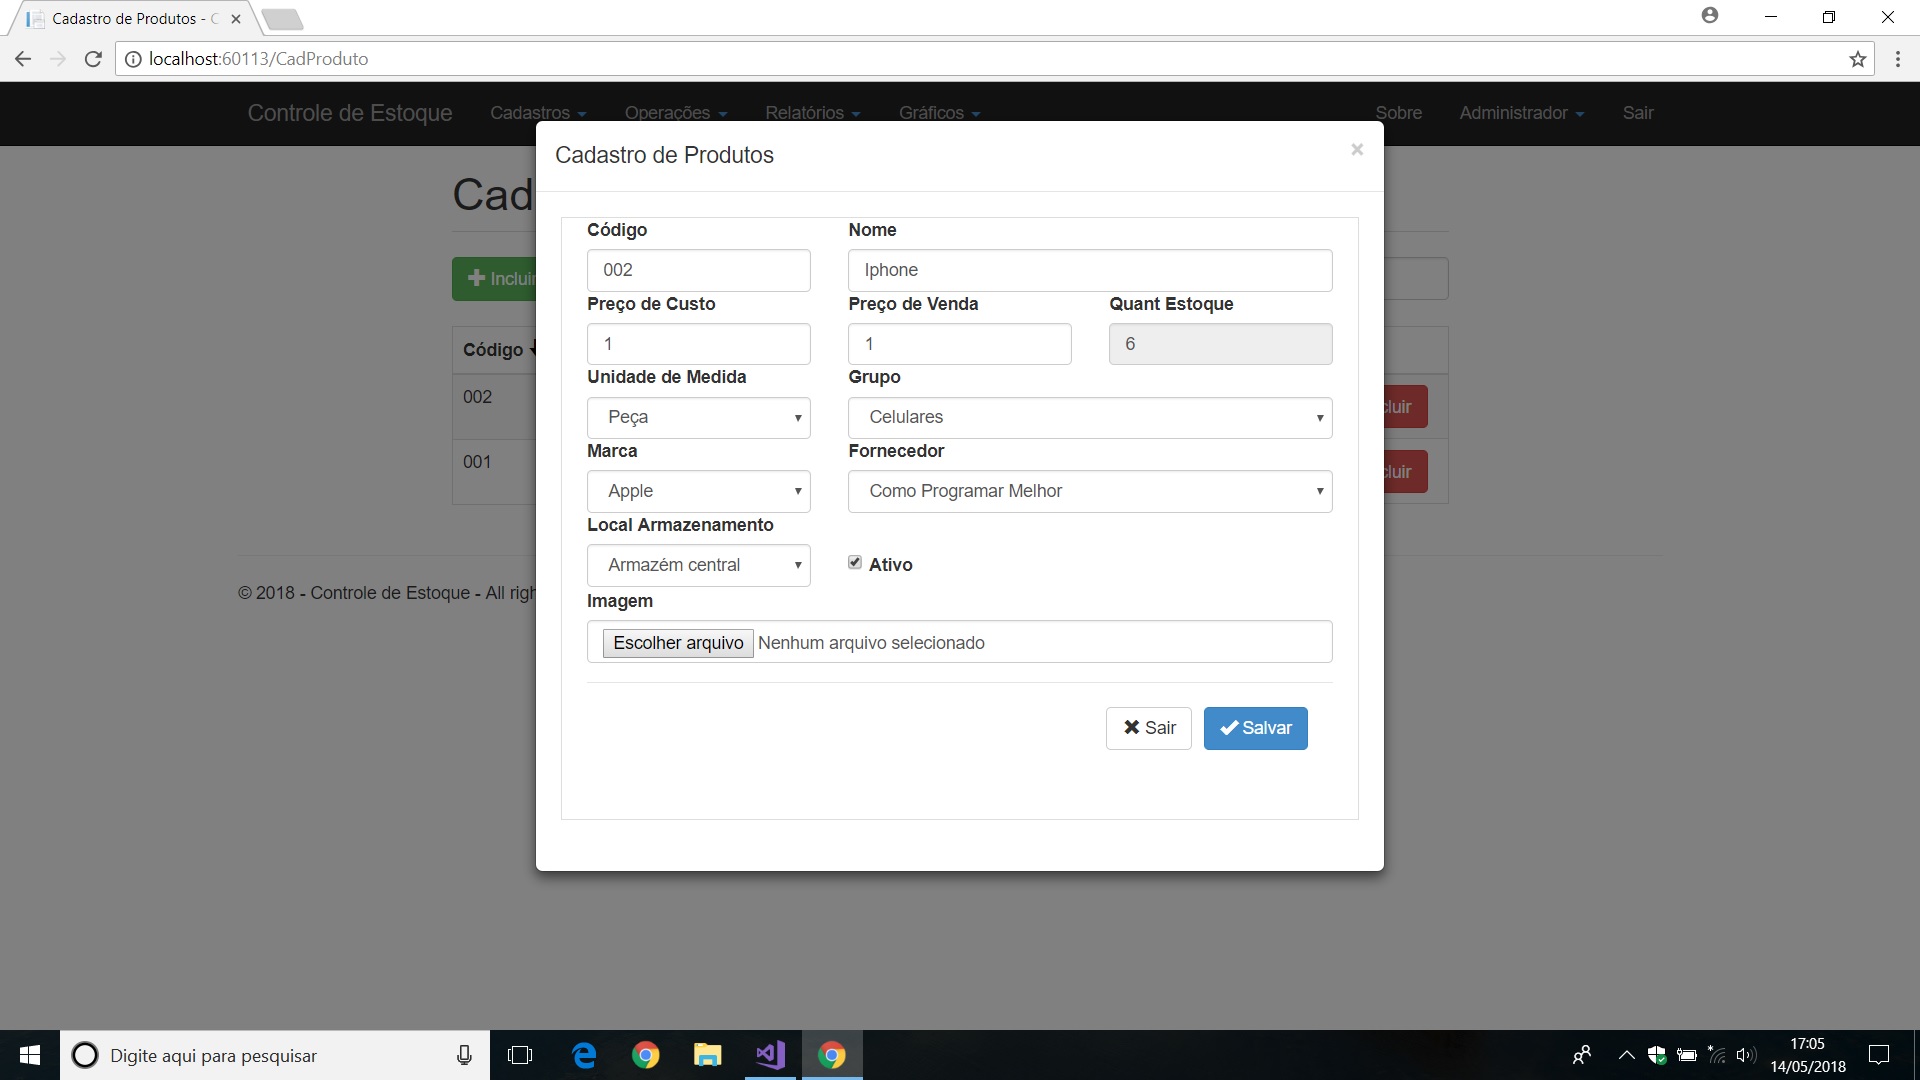 Cadastro de Produtos - C
localhost:60113/CadProduto
Controle de Estoque Cadastros Operações Relatórios Gráficos Sobre Administrador Sair
Cadastro de Produtos ×
Cad
Incluir
Código
002
001
cluir
cluir
© 2018 - Controle de Estoque - All righ
Código Nome
002 Iphone
Preço de Custo Preço de Venda Quant Estoque
1 1 6
Unidade de Medida Grupo
Peça Celulares
Marca Fornecedor
Apple Como Programar Melhor
Local Armazenamento
Armazém central Ativo
Imagem
Escolher arquivo Nenhum arquivo selecionado
Sair Salvar
Digite aqui para pesquisar
17:05
14/05/2018